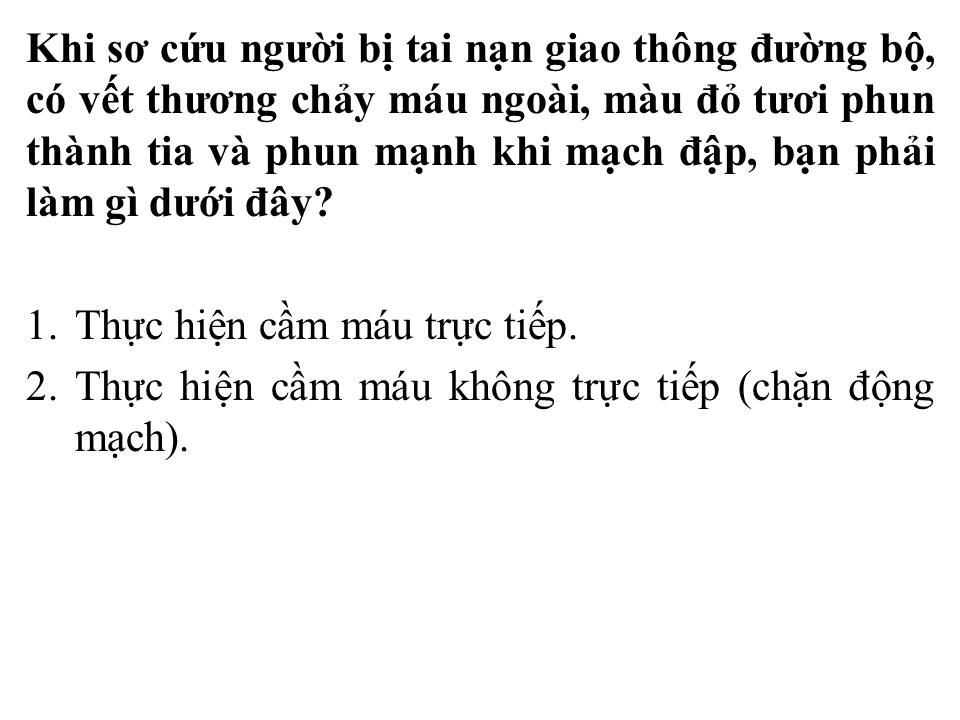 Khi sơ cứu người bị tai nạn giao thông đường bộ,
có vết thương chảy máu ngoài, màu đỏ tươi phun
thành tia và phun mạnh khi mạch đập, bạn phải
làm gì dưới đây?
1. Thực hiện cầm máu trực tiếp.
2. Thực hiện cầm máu không trực tiếp (chặn động
mạch).